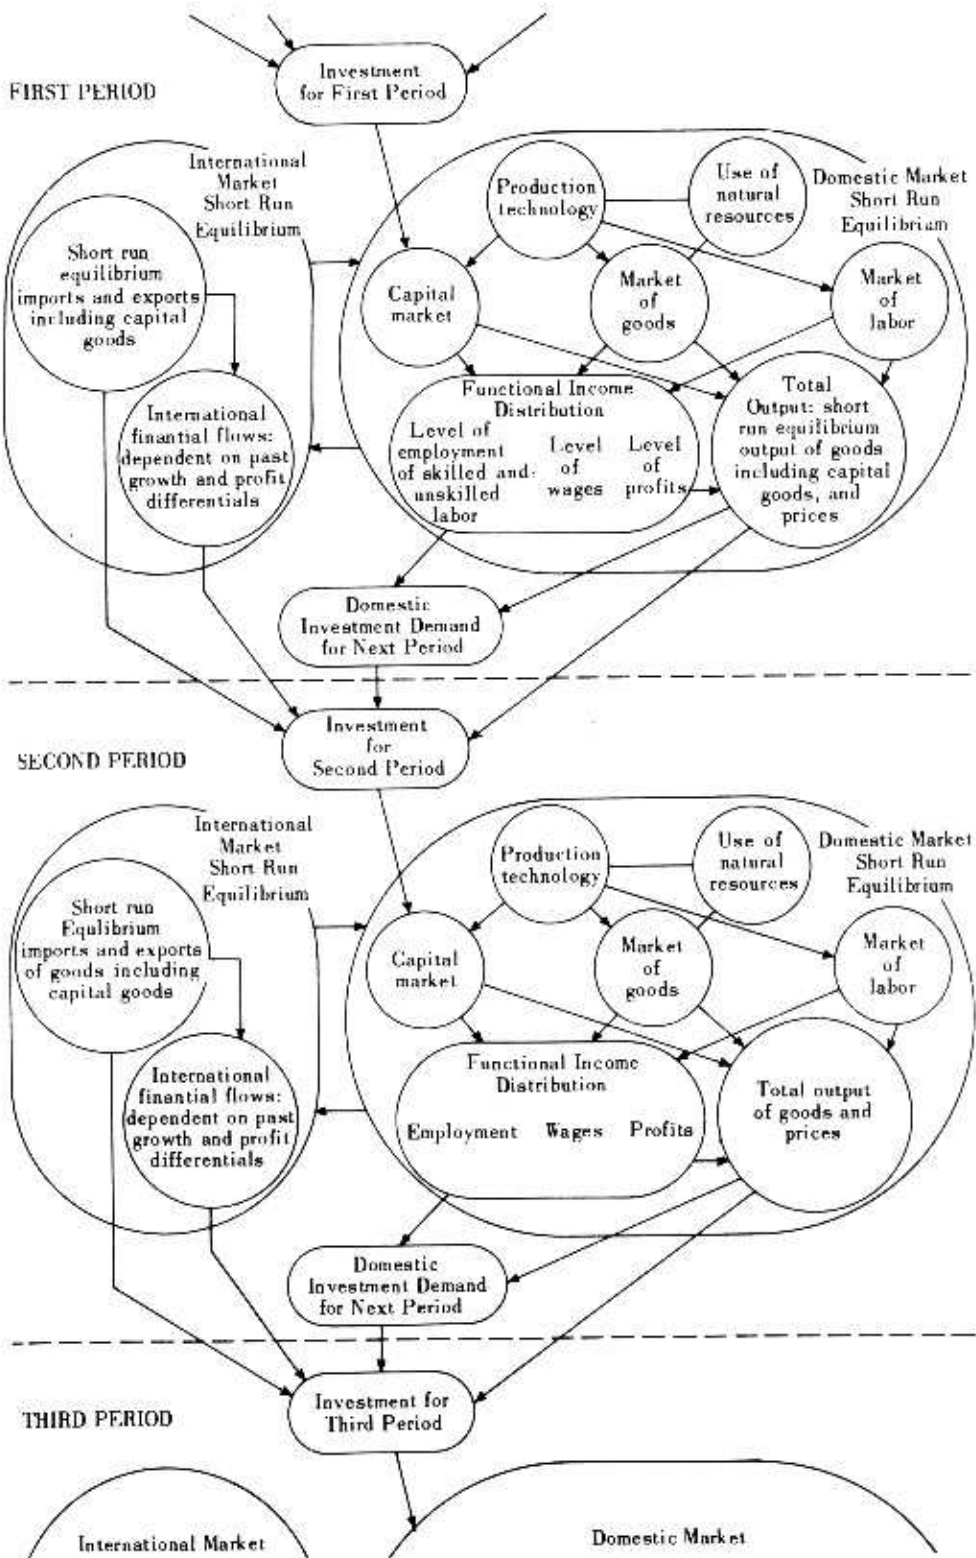 Investment
for First Period
FIRST PERIOD
International
Market
Short Run
Equilibrium
Short run
equilibrium
imports and exports
including capital
goods
International
finantial flows:
dependent on past
growth and profit
differentials
Production
technology
Use of
natural
resources
Domestic Market
Short Run
Equilibriam
Capital
market
Market
of
goods
Market
of
labor
Functional Income
Distribution
Level of
employment
of skilled and
unskilled
labor
Level
of
wages
Level
of
profits
Total
Output: short
run equilibrium
output of goods
including capital
goods, and
prices
Domestic
Investment Demand
for Next Period
Investment
for
Second Period
SECOND PERIOD
International
Market
Short Run
Equilibrium
Short run
Equlibrium
imports and exports
of goods including
capital goods
International
finantial flows:
dependent on past
growth and profit
differentials
Production
technology
Use of
natural
resources
Domestic Market
Short Run
Equilibrium
Capital
market
Market
of
goods
Market
of
labor
Functional Income
Distribution
Employment Wages Profits
Total output
of goods and
prices
Domestic
Investment Demand
for Next Period
Investment for
Third Period
THIRD PERIOD
International Market
Domestic Market